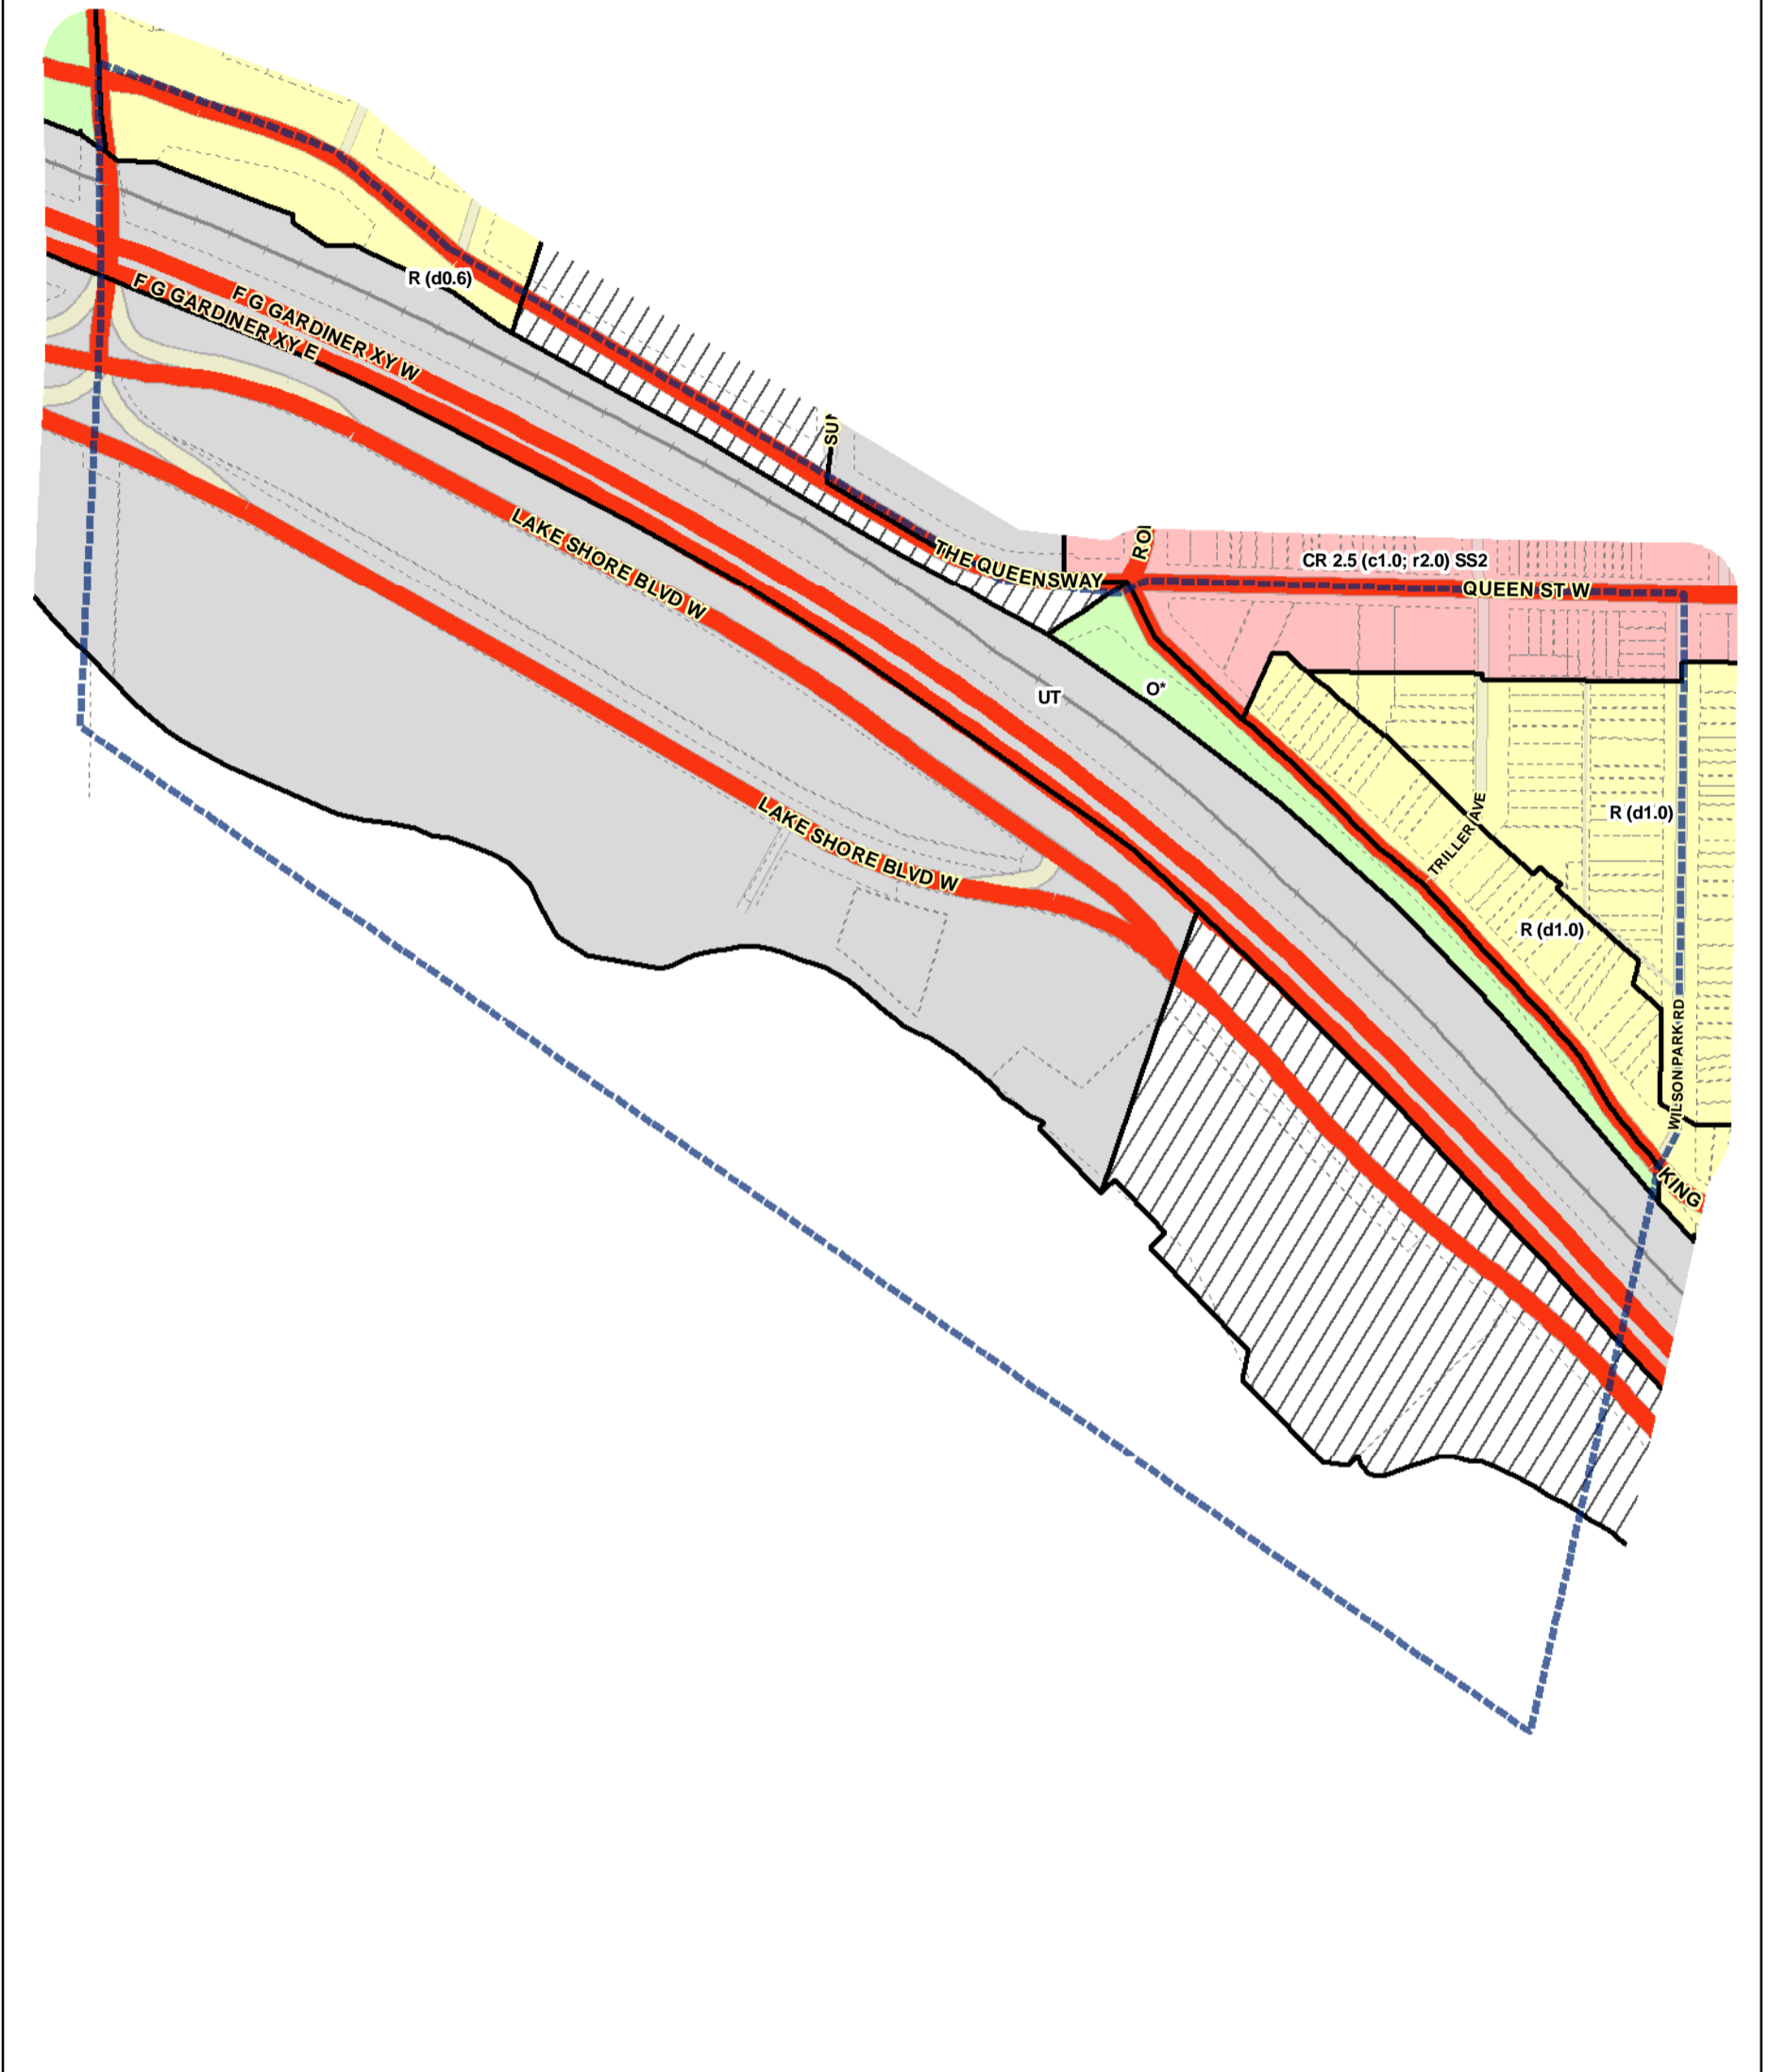 R (d0.6)
F G GARDINER XY W
F G GARDINER XY E
LAKE SHORE BLVD W
THE QUEENSWAY
CR 2.5 (c1.0; r2.0) SS2
QUEEN ST W
UT
O*
R (d1.0)
TRILLER AVE
LAKE SHORE BLVD W
R (d1.0)
WILSON PARK RD
KING